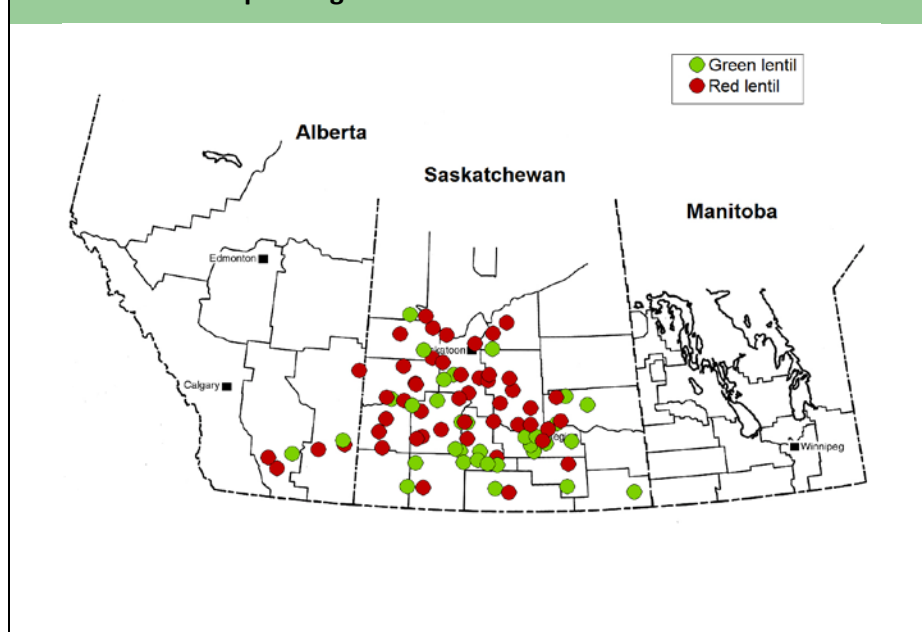 Green lentil
Red lentil
Alberta
Saskatchewan
Manitoba
Edmonton
Calgary
Winnipeg